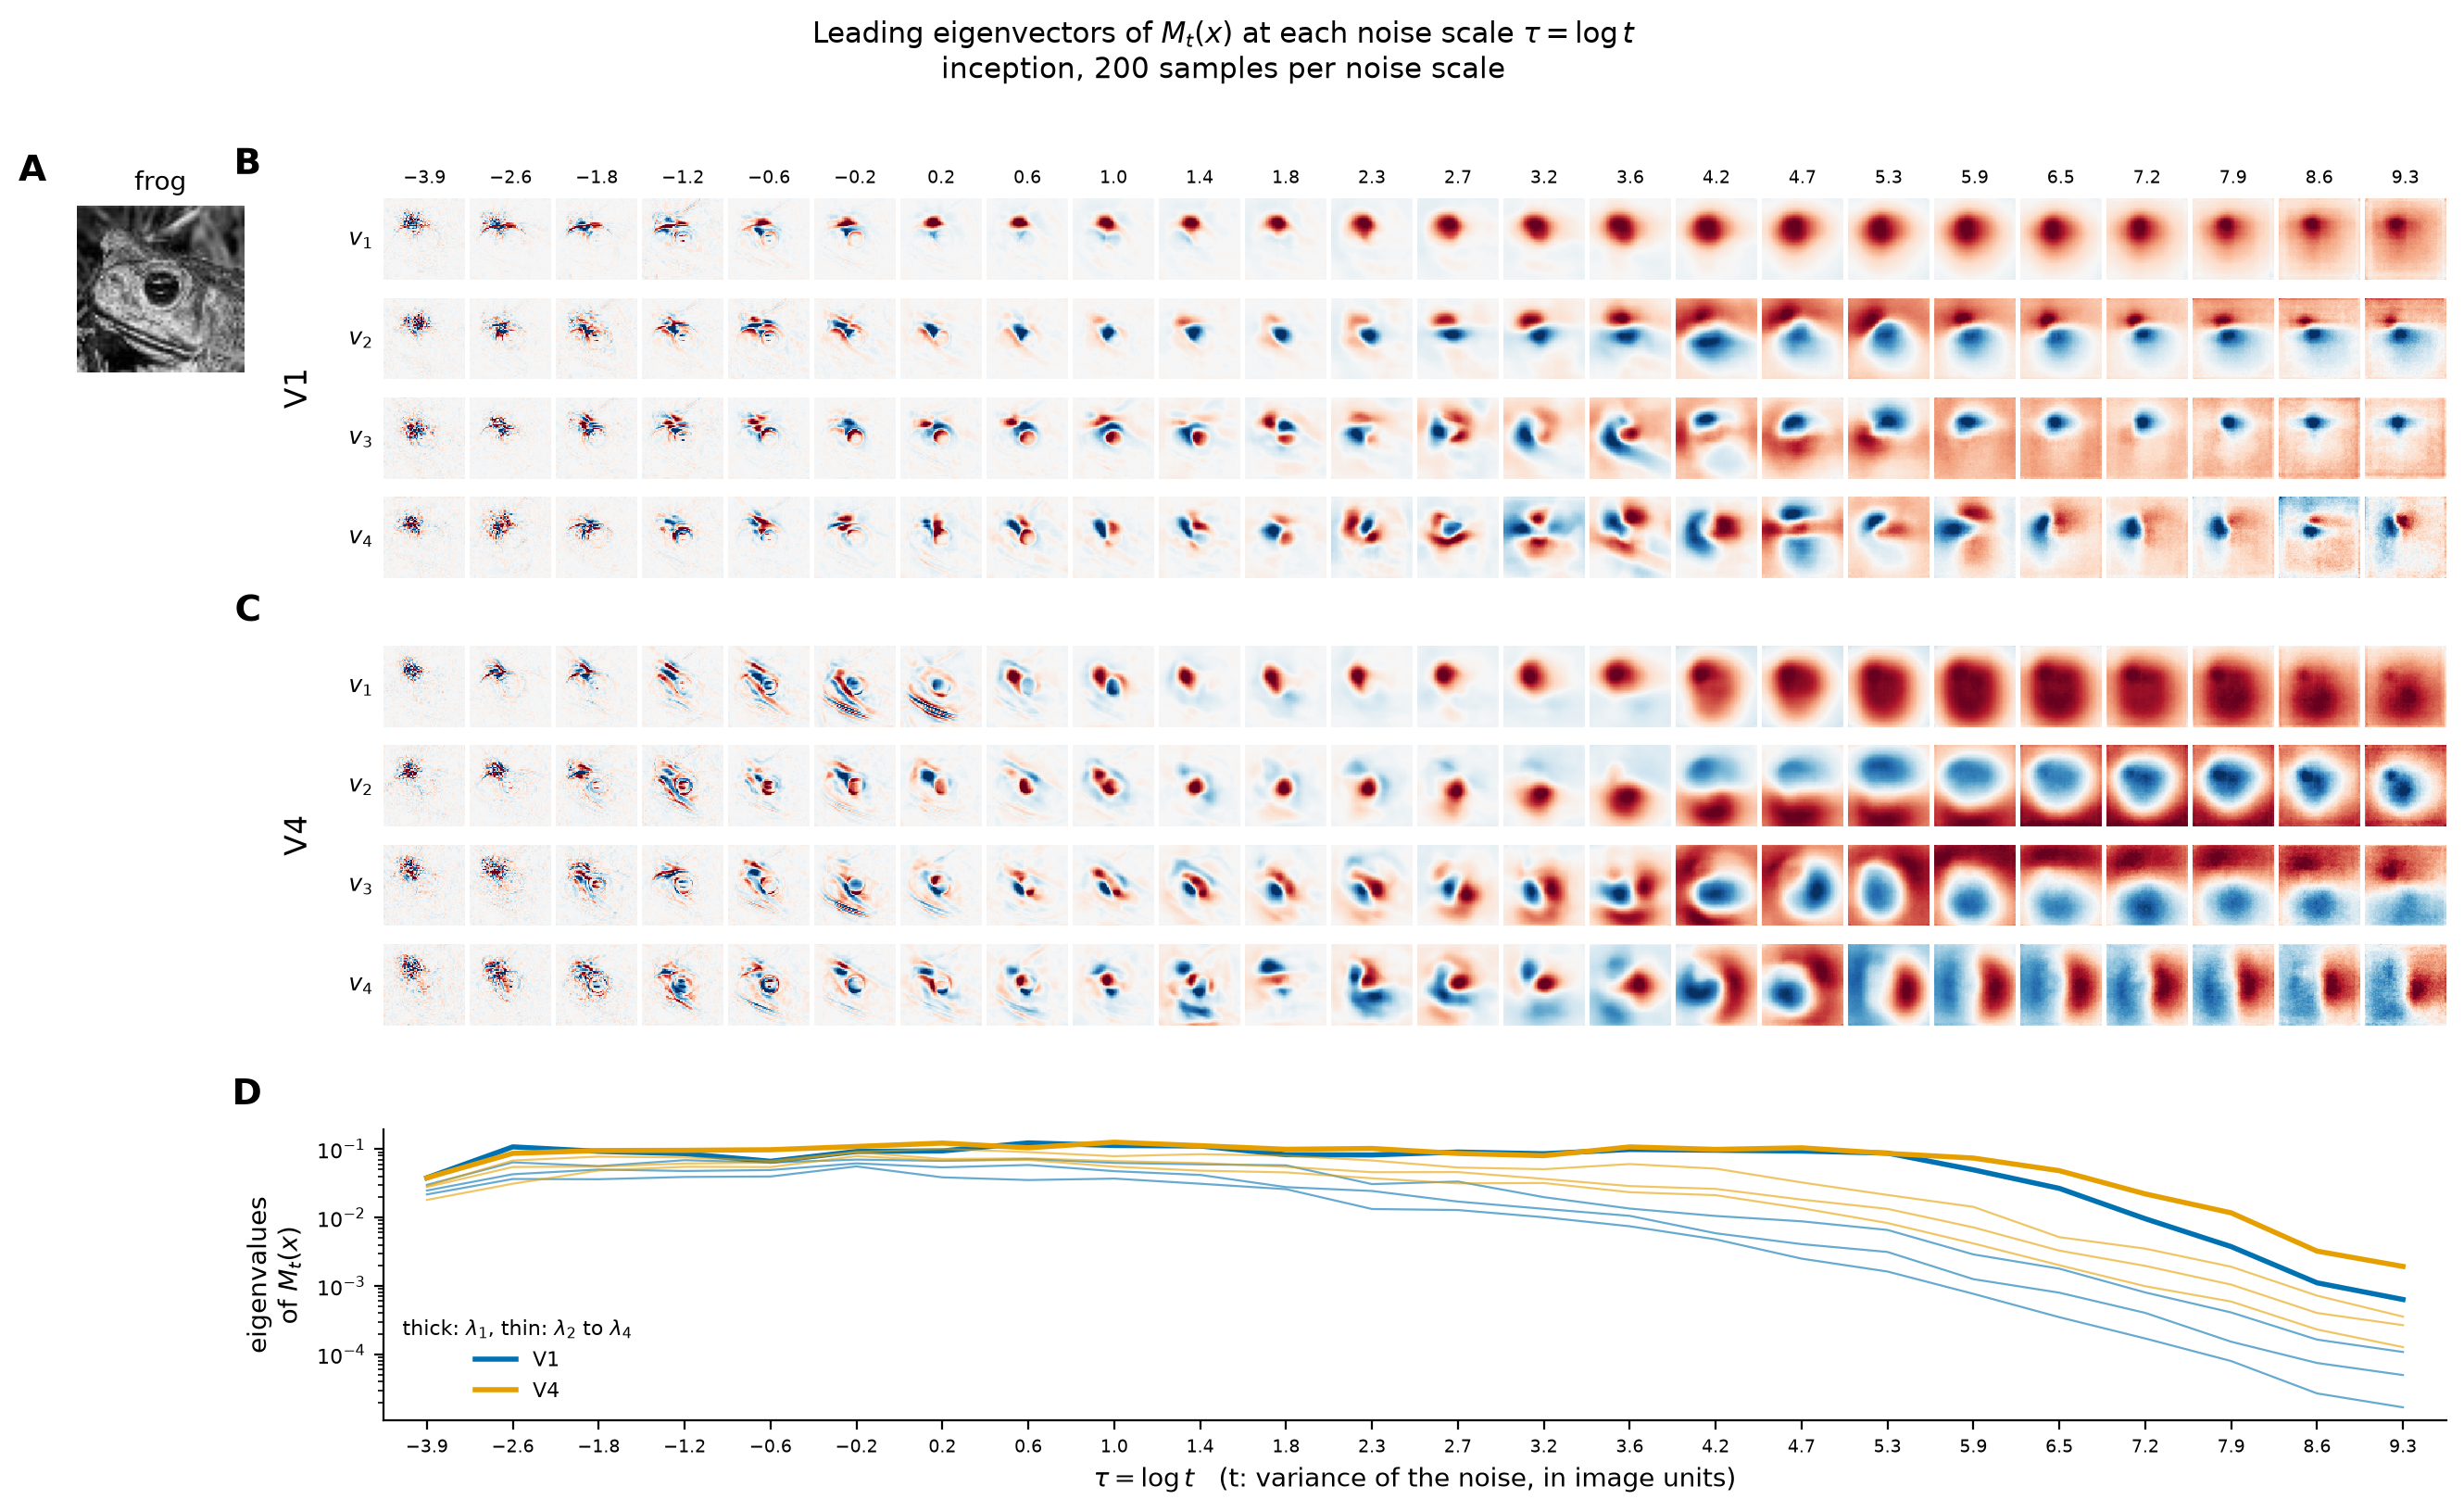 Leading eigenvectors of M_t(x) at each noise scale τ = log t
inception, 200 samples per noise scale
A
frog
B
−3.9 −2.6 −1.8 −1.2 −0.6 −0.2 0.2 0.6 1.0 1.4 1.8 2.3 2.7 3.2 3.6 4.2 4.7 5.3 5.9 6.5 7.2 7.9 8.6 9.3
V1
v₁
v₂
v₃
v₄
C
V4
v₁
v₂
v₃
v₄
D
eigenvalues
of M_t(x)
10⁻¹
10⁻²
10⁻³
10⁻⁴
thick: λ₁, thin: λ₂ to λ₄
V1
V4
−3.9 −2.6 −1.8 −1.2 −0.6 −0.2 0.2 0.6 1.0 1.4 1.8 2.3 2.7 3.2 3.6 4.2 4.7 5.3 5.9 6.5 7.2 7.9 8.6 9.3
τ = log t (t: variance of the noise, in image units)